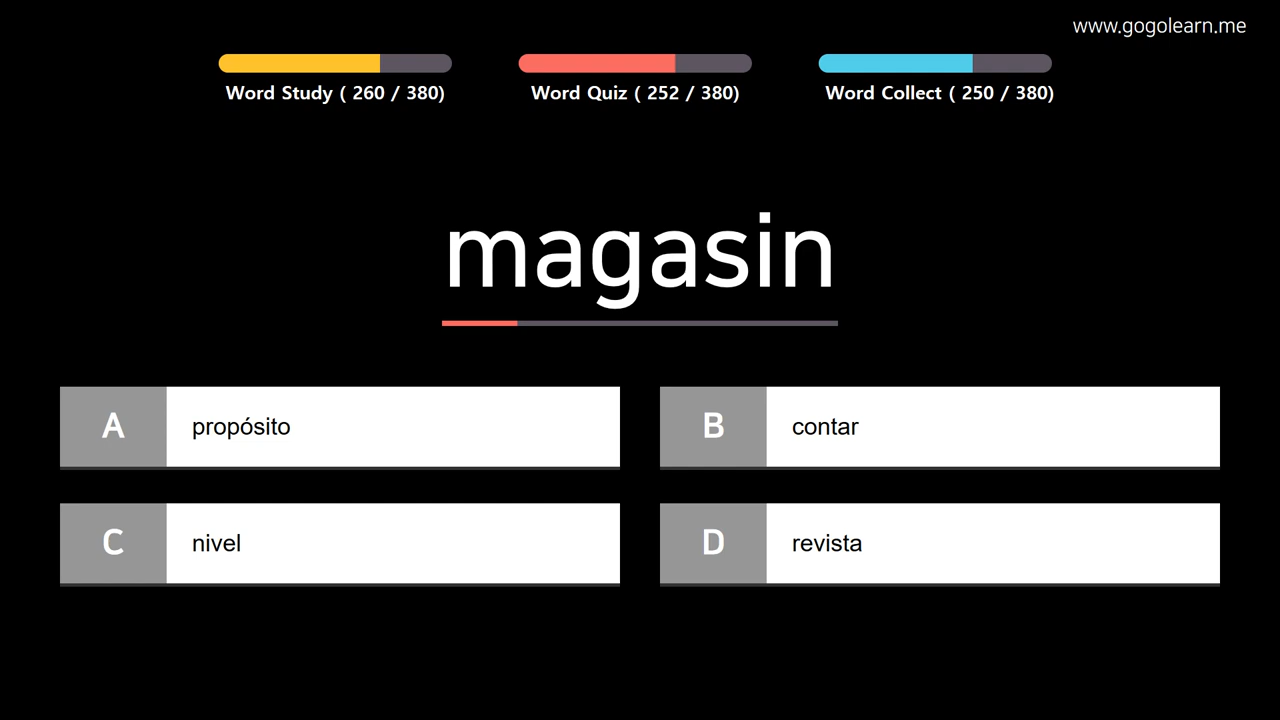 www.gogolearn.me
Word Study ( 260 / 380)
Word Quiz ( 252 / 380)
Word Collect ( 250 / 380)
magasin
A propósito
B contar
C nivel
D revista